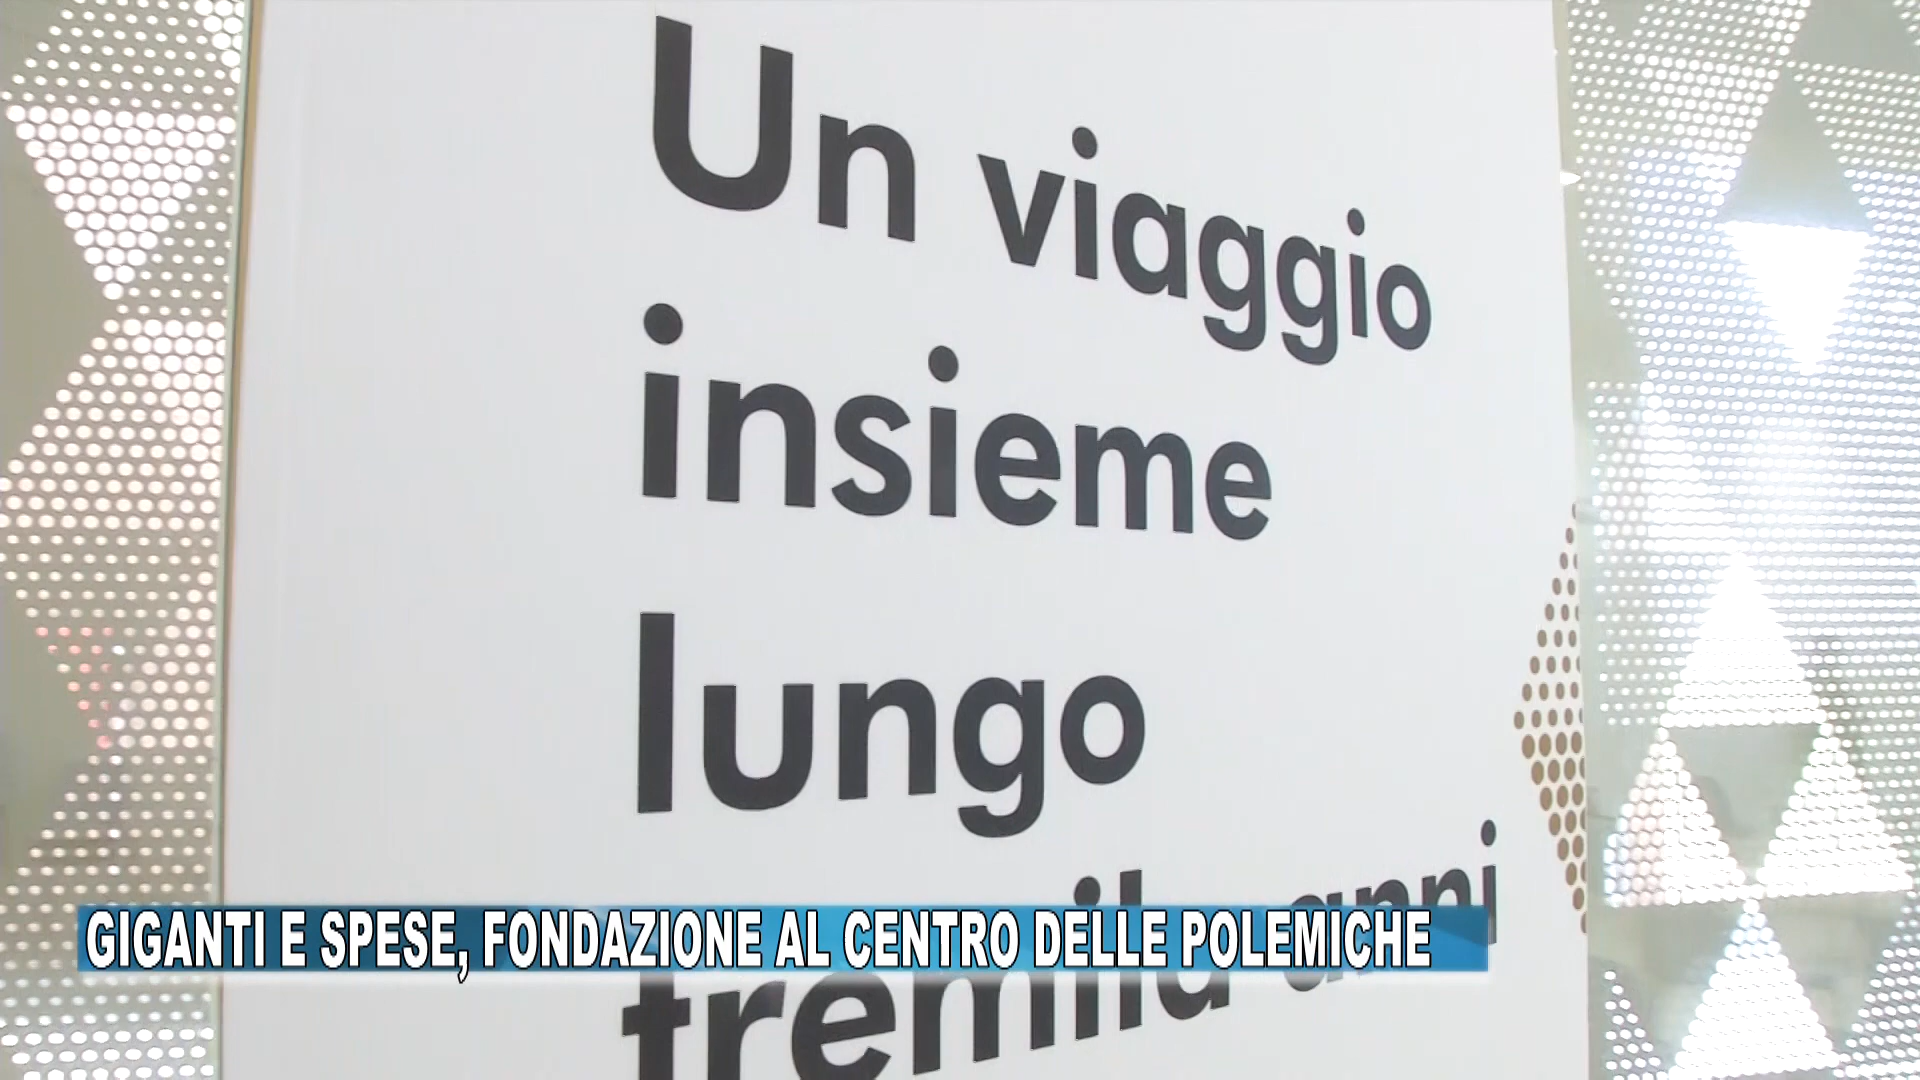 Un viaggio
insieme
lungo
tremila anni
GIGANTI E SPESE, FONDAZIONE AL CENTRO DELLE POLEMICHE